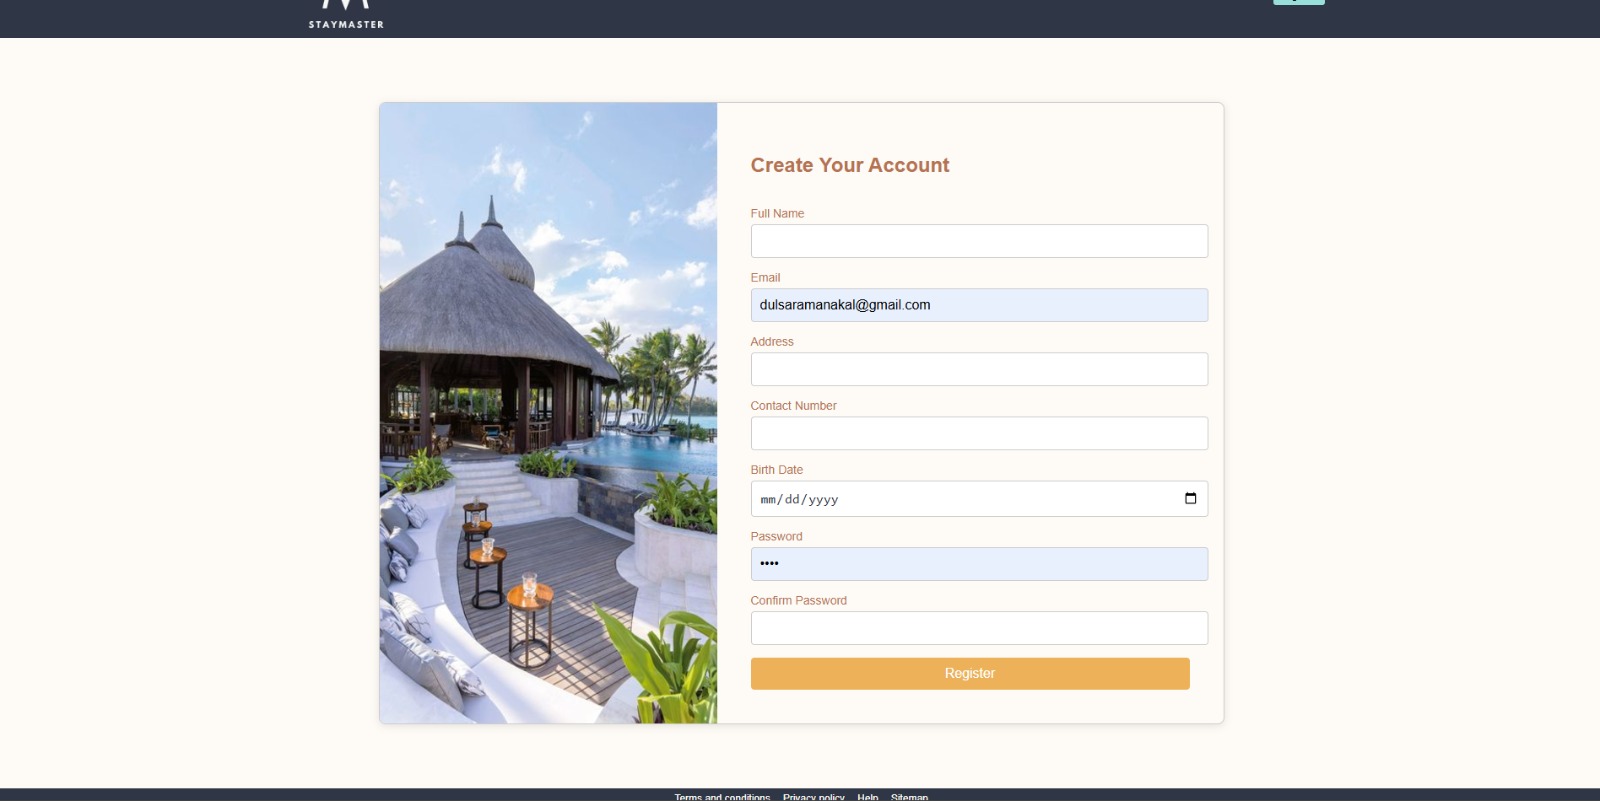 STAYMASTER
Create Your Account
Full Name
Email
dulsaramanakal@gmail.com
Address
Contact Number
Birth Date
mm/dd/yyyy
Password
••••
Confirm Password
Register
Terms and conditions Privacy policy Help Sitemap